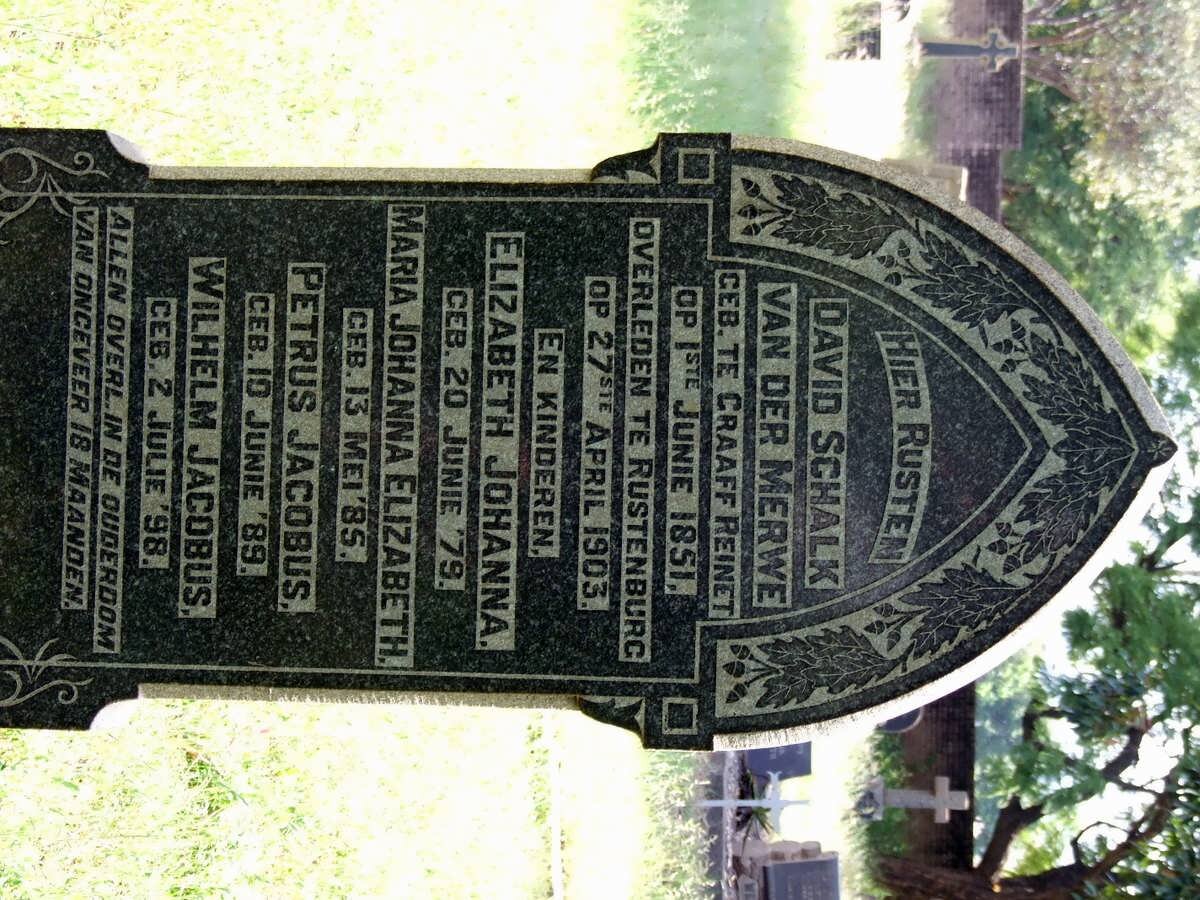 HIER RUSTEN
DAVID SCHALK
VAN DER MERWE
GEB. TE GRAAFF REINET
OP 1STE JUNIE 1851,
OVERLEDEN TE RUSTENBURG
OP 27STE APRIL 1903
EN KINDEREN,
ELIZABETH JOHANNA.
GEB. 20 JUNIE '79.
MARIA JOHANNA ELIZABETH.
GEB 13 MEI '85.
PETRUS JACOBUS,
GEB. 10 JUNIE '89.
WILHELM JACOBUS,
GEB. 2 JULIE '98.
ALLEN OVERL. IN DE OUDERDOM
VAN ONGEVEER 18 MAANDEN.